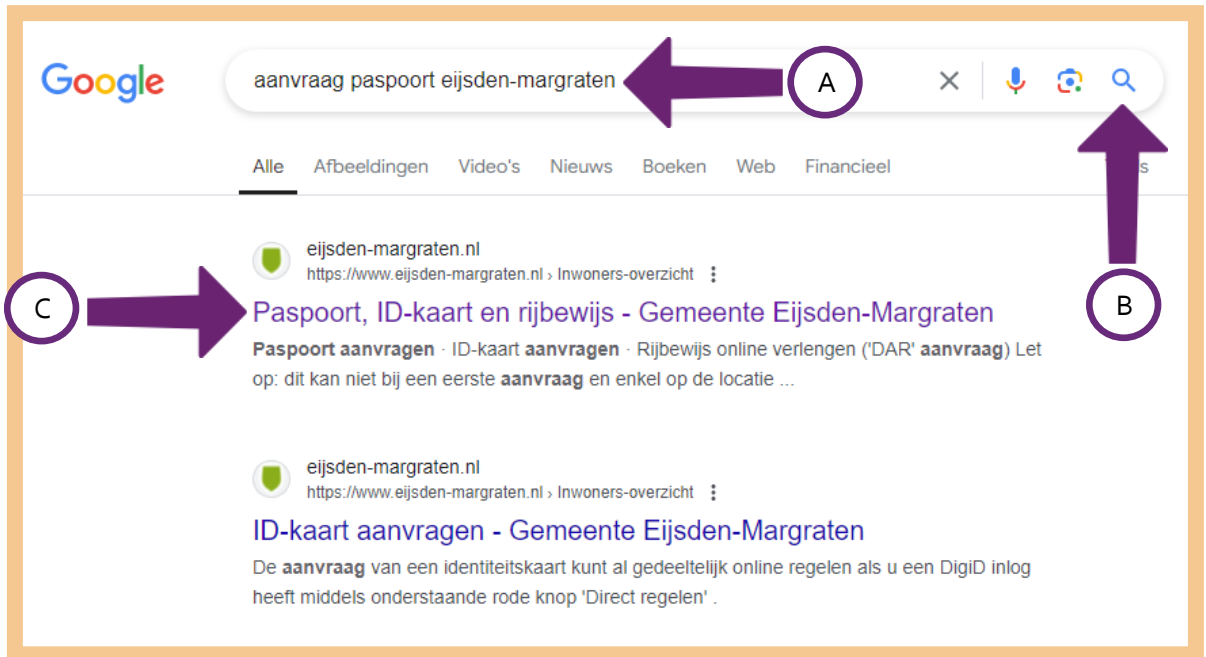 Google
aanvraag paspoort eijsden-margraten
A
Alle Afbeeldingen Video's Nieuws Boeken Web Financieel
B
eijsden-margraten.nl
https://www.eijsden-margraten.nl › Inwoners-overzicht
C
Paspoort, ID-kaart en rijbewijs - Gemeente Eijsden-Margraten
Paspoort aanvragen · ID-kaart aanvragen · Rijbewijs online verlengen ('DAR' aanvraag) Let
op: dit kan niet bij een eerste aanvraag en enkel op de locatie ...
eijsden-margraten.nl
https://www.eijsden-margraten.nl › Inwoners-overzicht
ID-kaart aanvragen - Gemeente Eijsden-Margraten
De aanvraag van een identiteitskaart kunt al gedeeltelijk online regelen als u een DigiD inlog
heeft middels onderstaande rode knop 'Direct regelen' .